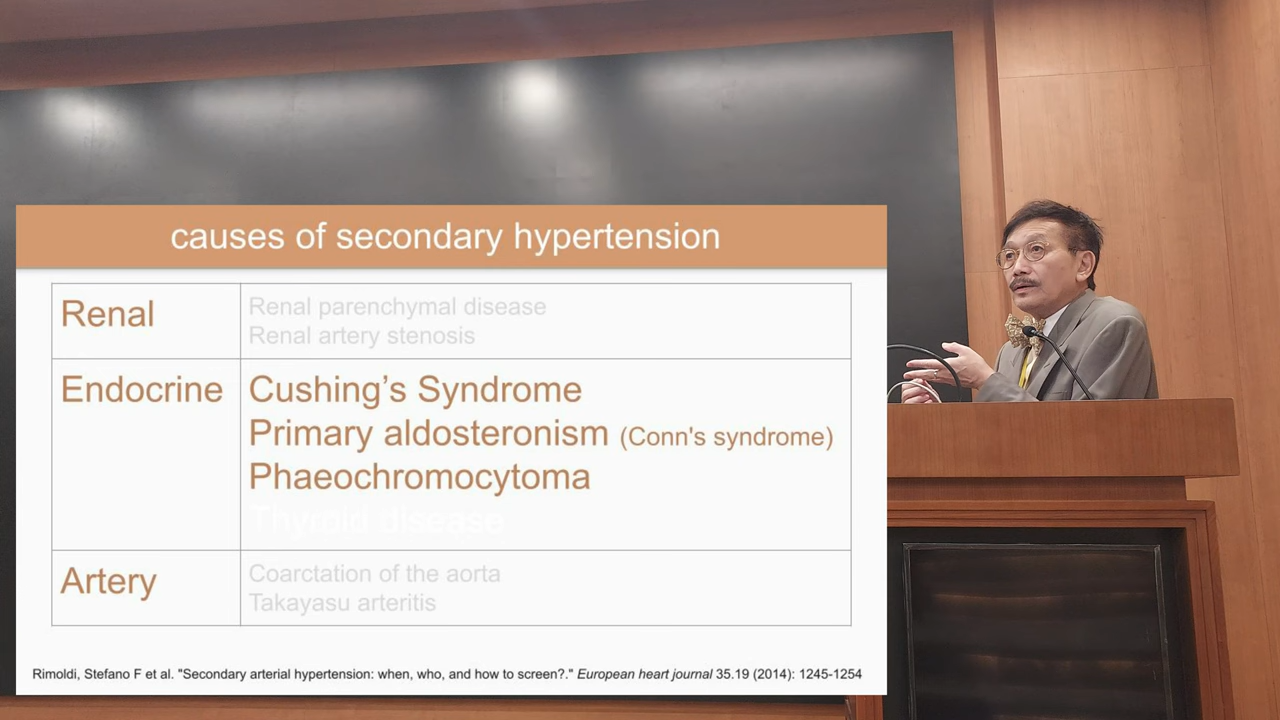 causes of secondary hypertension
Renal
Renal parenchymal disease
Renal artery stenosis
Endocrine
Cushing’s Syndrome
Primary aldosteronism (Conn's syndrome)
Phaeochromocytoma
Thyroid disease
Artery
Coarctation of the aorta
Takayasu arteritis
Rimoldi, Stefano F et al. "Secondary arterial hypertension: when, who, and how to screen?." European heart journal 35.19 (2014): 1245-1254